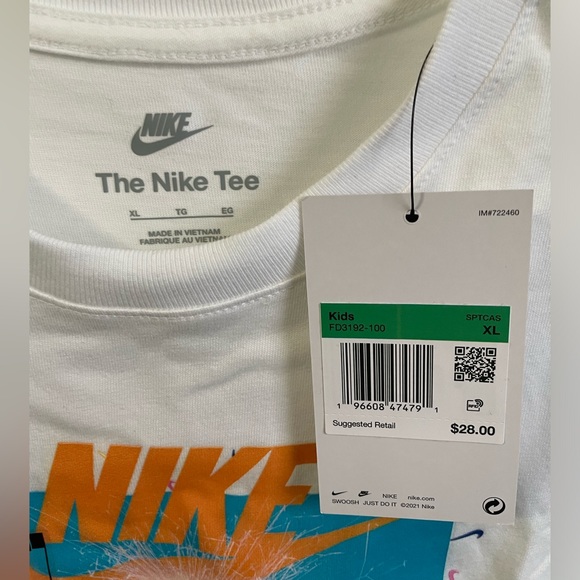 NIKE
The Nike Tee
XL TG EG
MADE IN VIETNAM
FABRIQUE AU VIETNAM
IM#722460
Kids SPTCAS
FD3192-100 XL
1 96608 47479 1
RFID
Suggested Retail $28.00
NIKE nike.com
SWOOSH JUST DO IT ©2021 Nike
NIKE